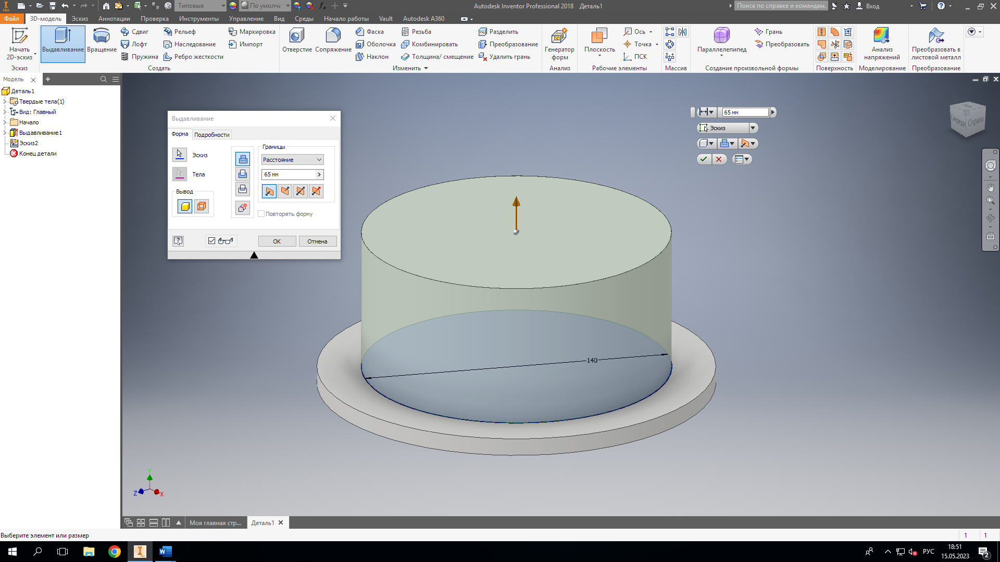 Типовые
По умолча
Autodesk Inventor Professional 2018 Деталь1
Поиск по справке и командам.
Вход
Файл
3D-модель
Эскиз
Аннотации
Проверка
Инструменты
Управление
Вид
Среды
Начало работы
Vault
Autodesk A360
Начать
2D-эскиз
Выдавливание
Вращение
Сдвиг
Лофт
Пружина
Рельеф
Наследование
Ребро жесткости
Маркировка
Импорт
Отверстие
Сопряжение
Фаска
Оболочка
Наклон
Резьба
Комбинировать
Толщина/ смещение
Разделить
Преобразование
Удалить грань
Генератор
форм
Плоскость
Ось
Точка
ПСК
Параллелепипед
Грань
Преобразовать
Анализ
напряжений
Преобразовать в
листовой металл
Эскиз
Создать
Изменить
Анализ
Рабочие элементы
Массив
Создание произвольной формы
Поверхность
Моделирование
Преобразование
Модель
Деталь1
Твердые тела(1)
Вид: Главный
Начало
Выдавливание1
Эскиз2
Конец детали
Выдавливание
Форма
Подробности
Эскиз
Тела
Вывод
Границы
Расстояние
65 мм
Повторять форму
OK
Отмена
65 мм
Эскиз
Спереди
Справа
140
Y
Z
X
Моя главная стр...
Деталь1
Выберите элемент или размер
1
1
РУС
18:51
15.05.2023
2